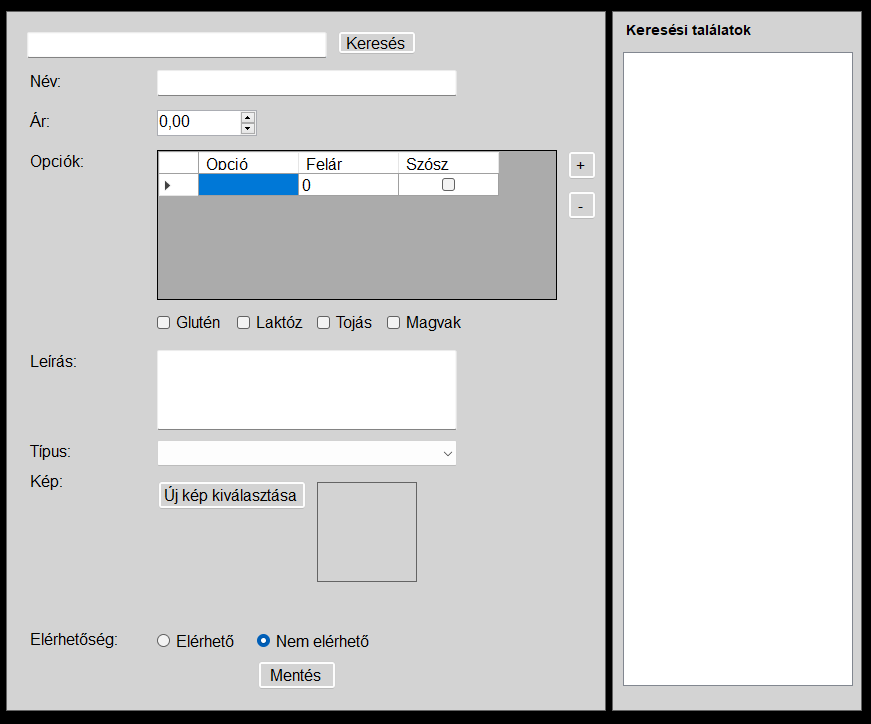 Keresés
Keresési találatok
Név:
Ár:
0,00
Opciók:
Opció Felár Szósz
0
+
-
Glutén Laktóz Tojás Magvak
Leírás:
Típus:
Kép:
Új kép kiválasztása
Elérhetőség:
Elérhető Nem elérhető
Mentés